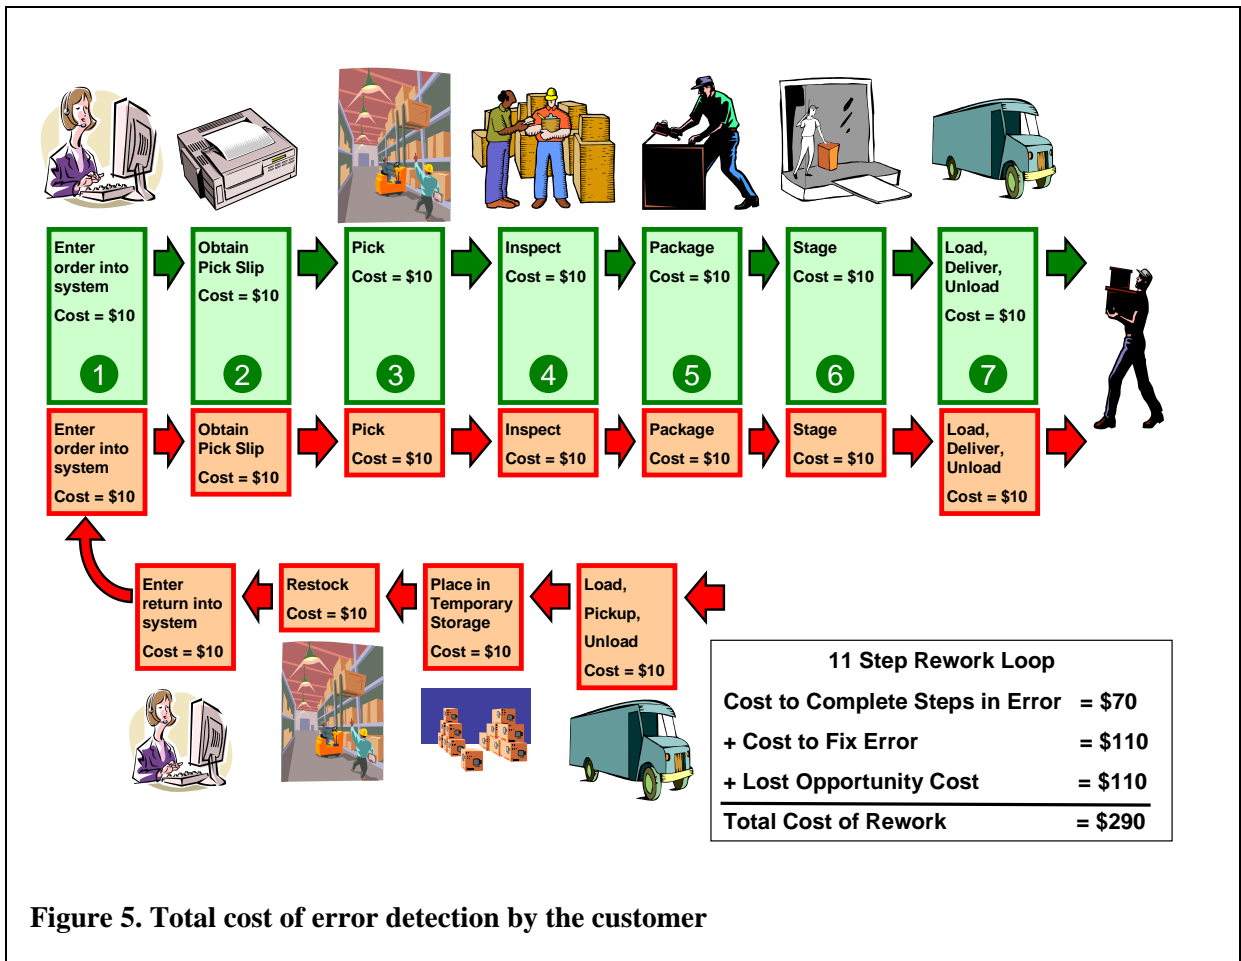 Enter
order into
system
Cost = $10
1
Obtain
Pick Slip
Cost = $10
2
Pick
Cost = $10
3
Inspect
Cost = $10
4
Package
Cost = $10
5
Stage
Cost = $10
6
Load,
Deliver,
Unload
Cost = $10
7
Enter
order into
system
Cost = $10
Obtain
Pick Slip
Cost = $10
Pick
Cost = $10
Inspect
Cost = $10
Package
Cost = $10
Stage
Cost = $10
Load,
Deliver,
Unload
Cost = $10
Enter
return into
system
Cost = $10
Restock
Cost = $10
Place in
Temporary
Storage
Cost = $10
Load,
Pickup,
Unload
Cost = $10
11 Step Rework Loop
Cost to Complete Steps in Error = $70
+ Cost to Fix Error = $110
+ Lost Opportunity Cost = $110
Total Cost of Rework = $290
Figure 5. Total cost of error detection by the customer